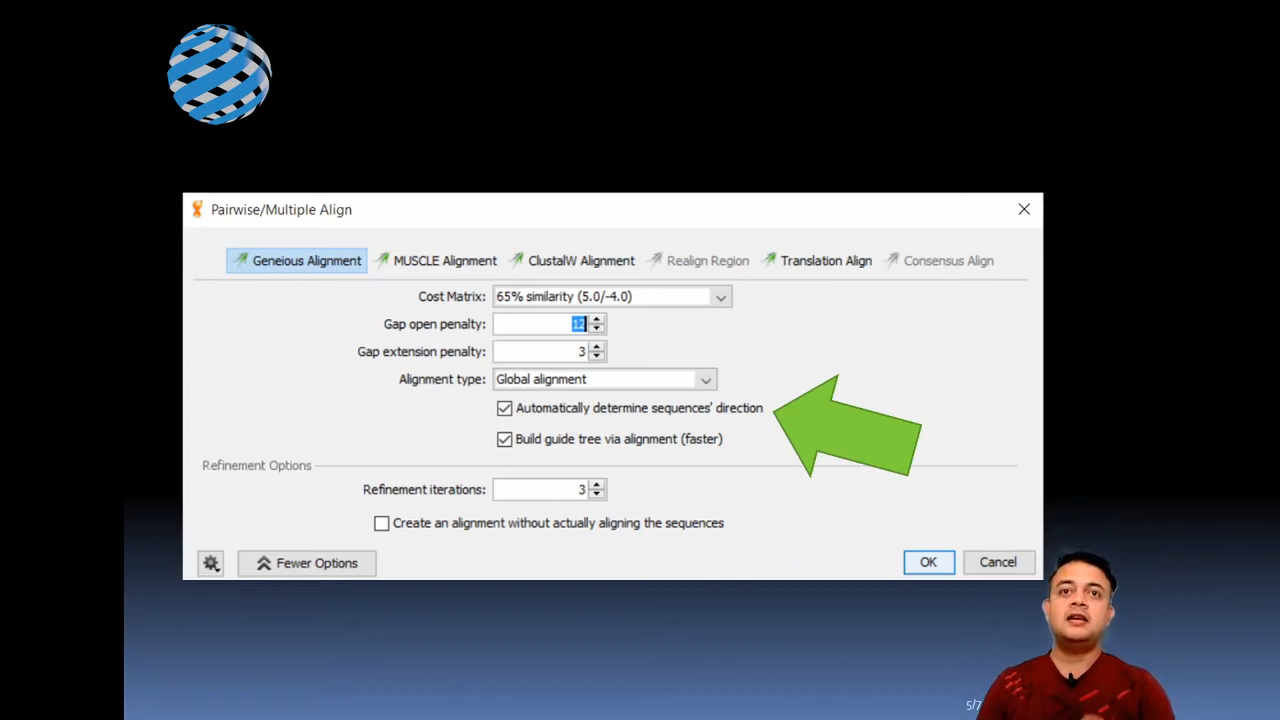 Pairwise/Multiple Align
Geneious Alignment MUSCLE Alignment ClustalW Alignment Realign Region Translation Align Consensus Align
Cost Matrix: 65% similarity (5.0/-4.0)
Gap open penalty: 12
Gap extension penalty: 3
Alignment type: Global alignment
Automatically determine sequences' direction
Build guide tree via alignment (faster)
Refinement Options
Refinement iterations: 3
Create an alignment without actually aligning the sequences
Fewer Options OK Cancel
5/7